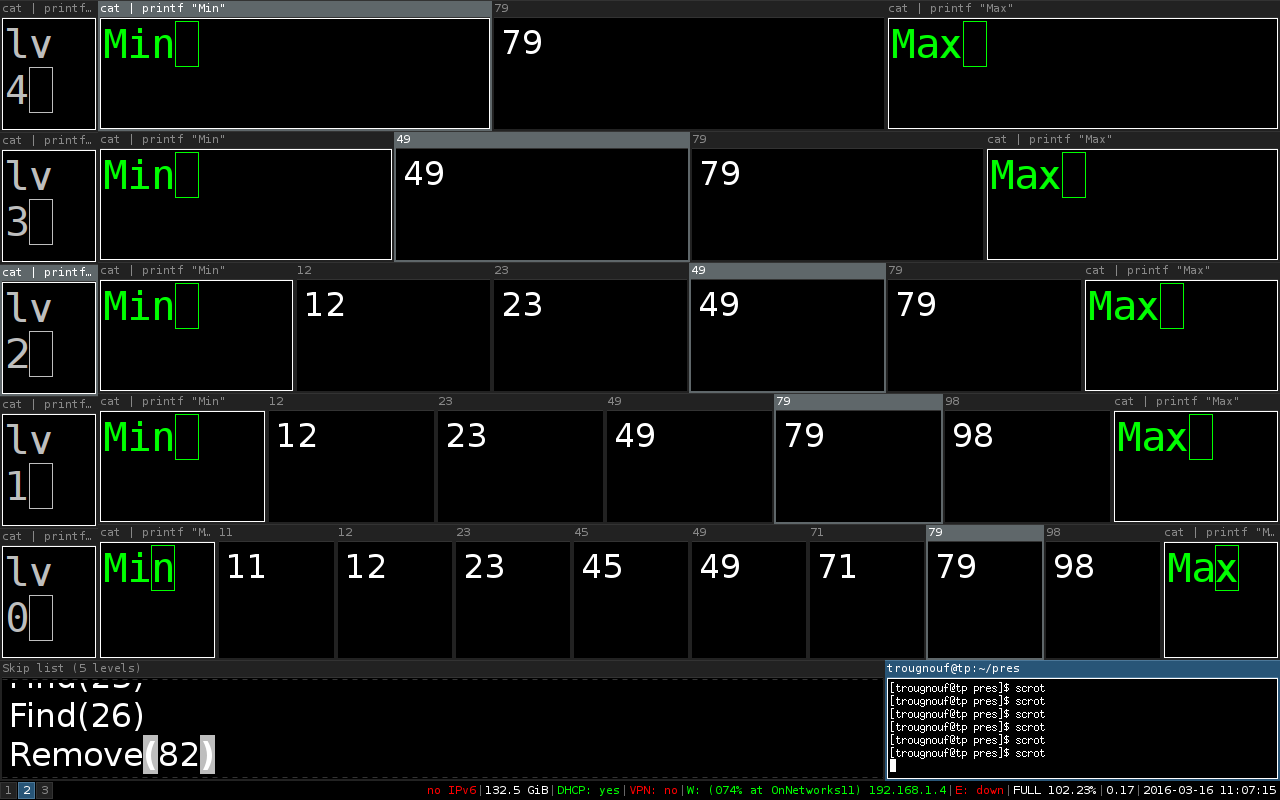 cat | printf… cat | printf "Min" 79 cat | printf "Max"
lv Min 79 Max
4
cat | printf… cat | printf "Min" 49 79 cat | printf "Max"
lv Min 49 79 Max
3
cat | printf… cat | printf "Min" 12 23 49 79 cat | printf "Max"
lv Min 12 23 49 79 Max
2
cat | printf… cat | printf "Min" 12 23 49 79 98 cat | printf "Max"
lv Min 12 23 49 79 98 Max
1
cat | printf… cat | printf "M… 11 12 23 45 49 71 79 98 cat | printf "M…
lv Min 11 12 23 45 49 71 79 98 Max
0
Skip list (5 levels)
Find(26)
Remove(82)
trougnouf@tp:~/pres
[trougnouf@tp pres]$ scrot
[trougnouf@tp pres]$ scrot
[trougnouf@tp pres]$ scrot
[trougnouf@tp pres]$ scrot
[trougnouf@tp pres]$ scrot
[trougnouf@tp pres]$ scrot
1 2 3 no IPv6|132.5 GiB|DHCP: yes|VPN: no|W: (074% at OnNetworks11) 192.168.1.4|E: down|FULL 102.23%|0.17|2016-03-16 11:07:15